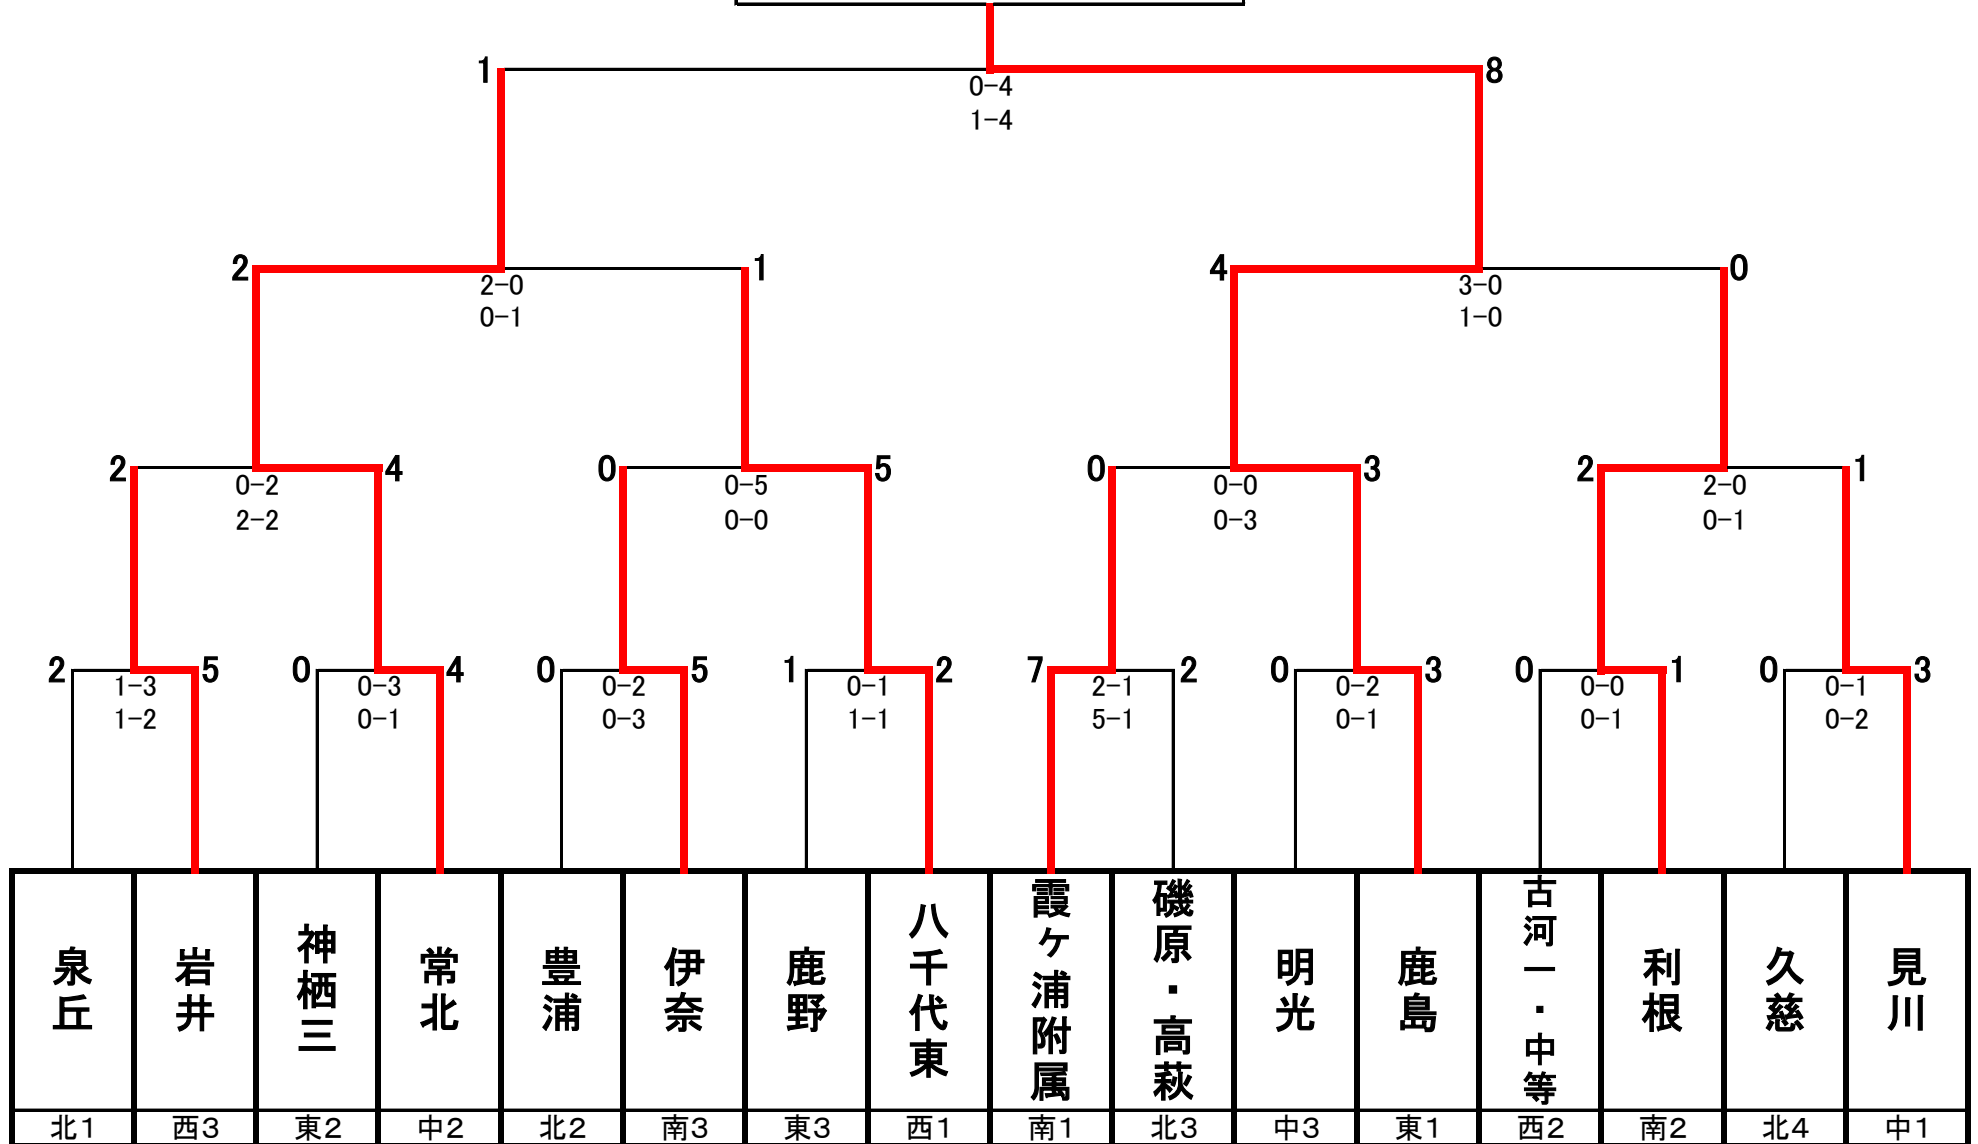 1 8
0-4
1-4
2 1 4 0
2-0 3-0
0-1 1-0
2 4 0 5 0 3 2 1
0-2 0-5 0-0 2-0
2-2 0-0 0-3 0-1
2 5 0 4 0 5 1 2 7 2 0 3 0 1 0 3
1-3 0-3 0-2 0-1 2-1 0-2 0-0 0-1
1-2 0-1 0-3 1-1 5-1 0-1 0-1 0-2
泉丘 岩井 神栖三 常北 豊浦 伊奈 鹿野 八千代東 霞ヶ浦附属 磯原・高萩 明光 鹿島 古河一・中等 利根 久慈 見川
北1 西3 東2 中2 北2 南3 東3 西1 南1 北3 中3 東1 西2 南2 北4 中1